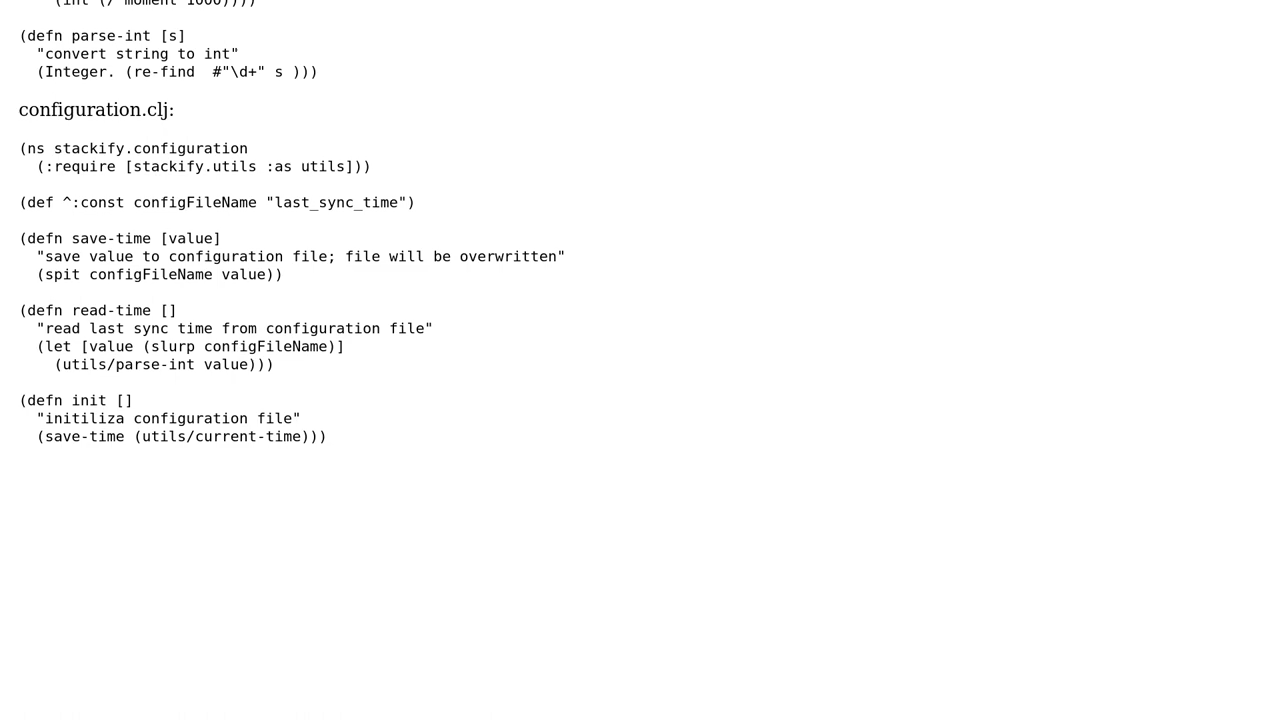 (int (/ moment 1000))))
(defn parse-int [s]
"convert string to int"
(Integer. (re-find  #"\d+" s )))
configuration.clj:
(ns stackify.configuration
(:require [stackify.utils :as utils]))
(def ^:const configFileName "last_sync_time")
(defn save-time [value]
"save value to configuration file; file will be overwritten"
(spit configFileName value))
(defn read-time []
"read last sync time from configuration file"
(let [value (slurp configFileName)]
(utils/parse-int value)))
(defn init []
"initiliza configuration file"
(save-time (utils/current-time)))